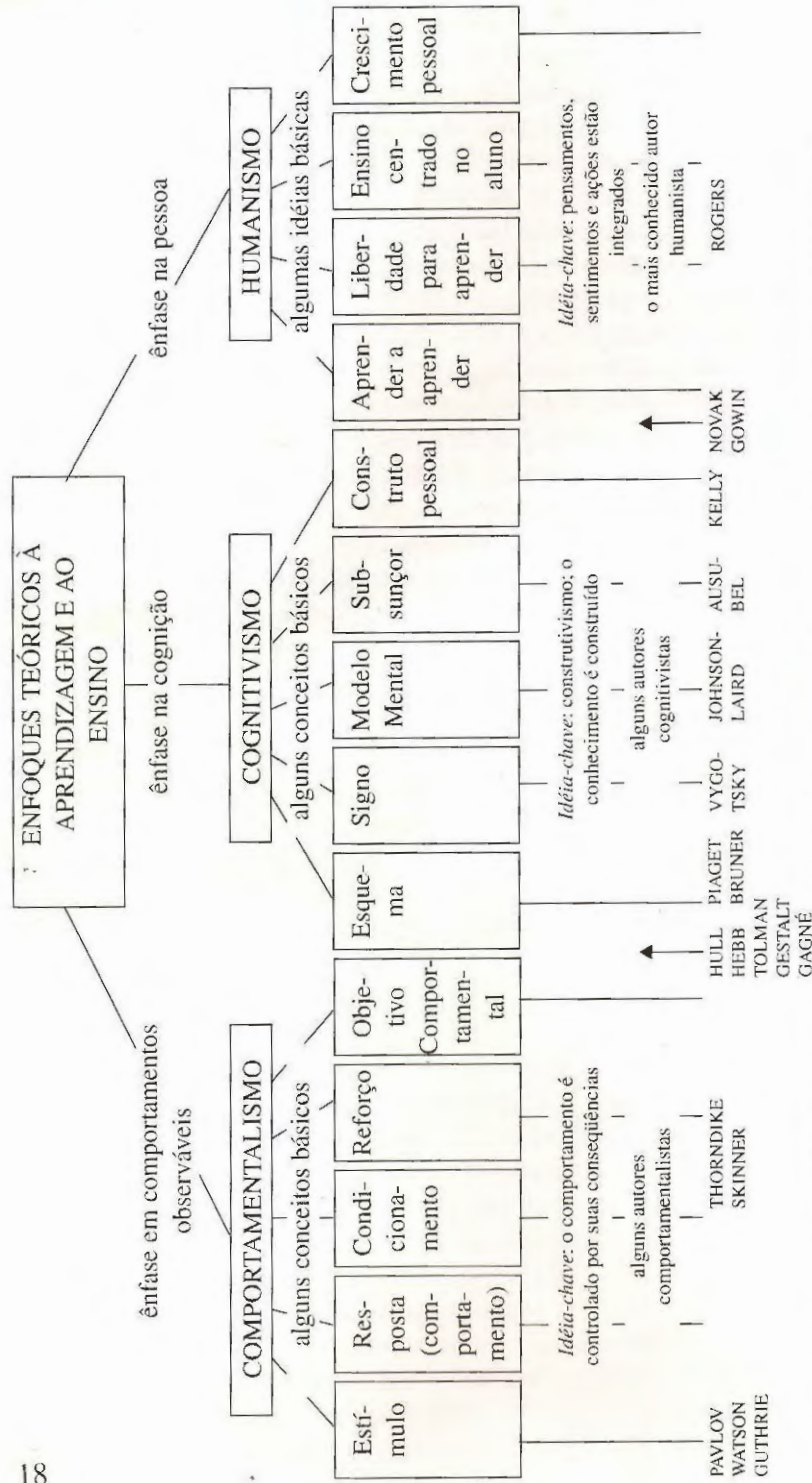 18
ENFOQUES TEÓRICOS À
APRENDIZAGEM E AO
ENSINO
ênfase em comportamentos
observáveis
ênfase na cognição
ênfase na pessoa
COMPORTAMENTALISMO
alguns conceitos básicos
Estí-
mulo
Res-
posta
(com-
porta-
mento)
Condi-
ciona-
mento
Reforço
Obje-
tivo
Compor-
tamen-
tal
Idéia-chave: o comportamento é
controlado por suas conseqüências
alguns autores
comportamentalistas
PAVLOV
WATSON
GUTHRIE
THORNDIKE
SKINNER
HULL
HEBB
TOLMAN
GESTALT
GAGNÉ
COGNITIVISMO
alguns conceitos básicos
Esque-
ma
Signo
Modelo
Mental
Sub-
sunçor
Cons-
truto
pessoal
Idéia-chave: construtivismo; o
conhecimento é construído
alguns autores
cognitivistas
PIAGET
BRUNER
VYGO-
TSKY
JOHNSON-
LAIRD
AUSU-
BEL
KELLY
NOVAK
GOWIN
HUMANISMO
algumas idéias básicas
Apren-
der a
apren-
der
Liber-
dade
para
apren-
der
Ensino
cen-
trado
no
aluno
Cresci-
mento
pessoal
Idéia-chave: pensamentos,
sentimentos e ações estão
integrados
o mais conhecido autor
humanista
ROGERS